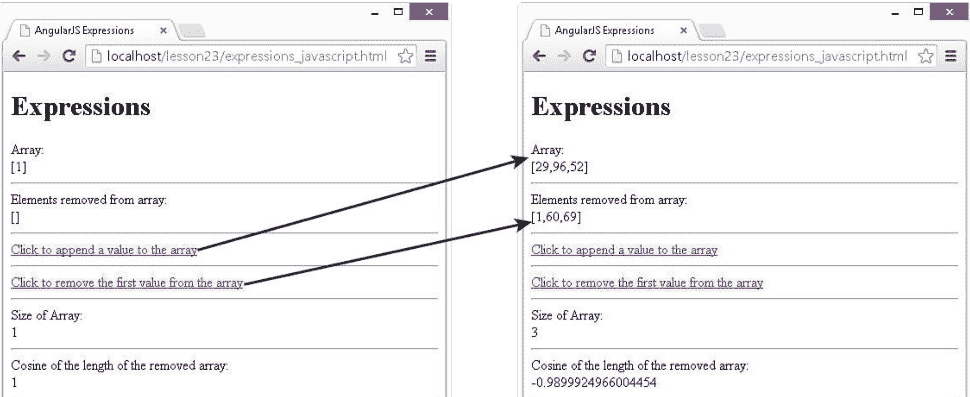 AngularJS Expressions
localhost/lesson23/expressions_javascript.html
Expressions
Array:
[1]
Elements removed from array:
[]
Click to append a value to the array
Click to remove the first value from the array
Size of Array:
1
Cosine of the length of the removed array:
1
AngularJS Expressions
localhost/lesson23/expressions_javascript.html
Expressions
Array:
[29,96,52]
Elements removed from array:
[1,60,69]
Click to append a value to the array
Click to remove the first value from the array
Size of Array:
3
Cosine of the length of the removed array:
-0.9899924966004454